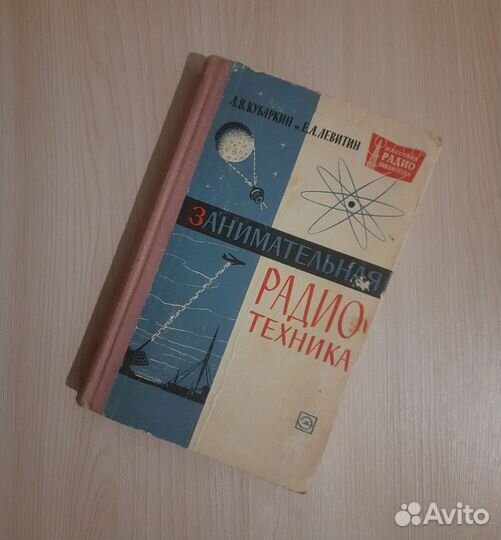 Л.В.КУБАРКИН и Е.А.ЛЕВИТИН
МАССОВАЯ
РАДИО
БИБЛИОТЕКА
ЗАНИМАТЕЛЬНАЯ
РАДИО-
ТЕХНИКА
Avito